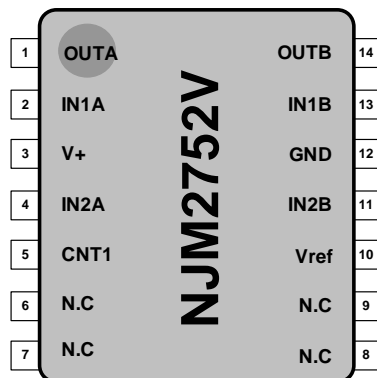 1 OUTA OUTB 14
2 IN1A IN1B 13
3 V+ GND 12
4 IN2A IN2B 11
5 CNT1 Vref 10
6 N.C N.C 9
7 N.C N.C 8
NJM2752V